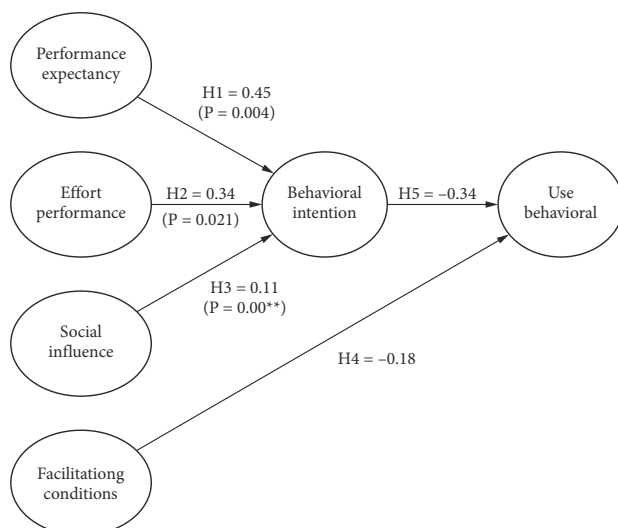 Performance
expectancy
H1 = 0.45
(P = 0.004)
Effort
performance
H2 = 0.34
(P = 0.021)
Behavioral
intention
H5 = –0.34
Use
behavioral
H3 = 0.11
(P = 0.00**)
Social
influence
H4 = –0.18
Facilitationg
conditions